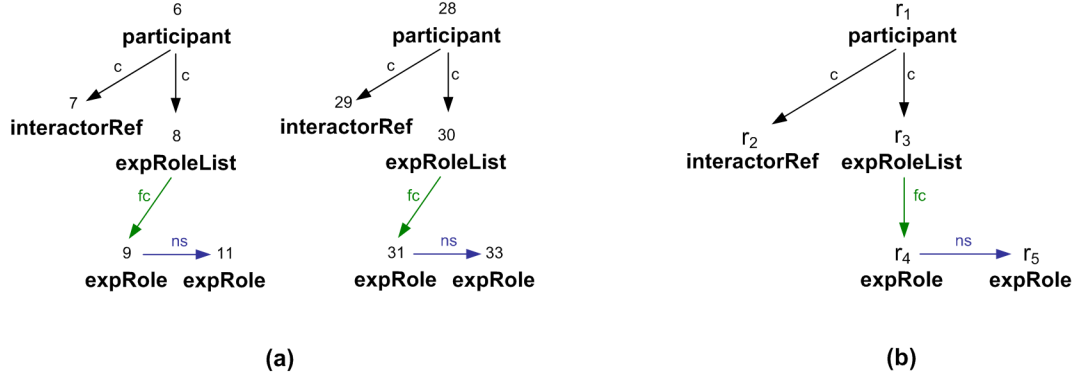 6 28 r₁
participant participant participant
c c c c c c
7 29
interactorRef interactorRef
8 30 r₂ r₃
expRoleList expRoleList interactorRef expRoleList
fc fc fc
ns ns ns
9 11 31 33 r₄ r₅
expRole expRole expRole expRole expRole expRole
(a) (b)